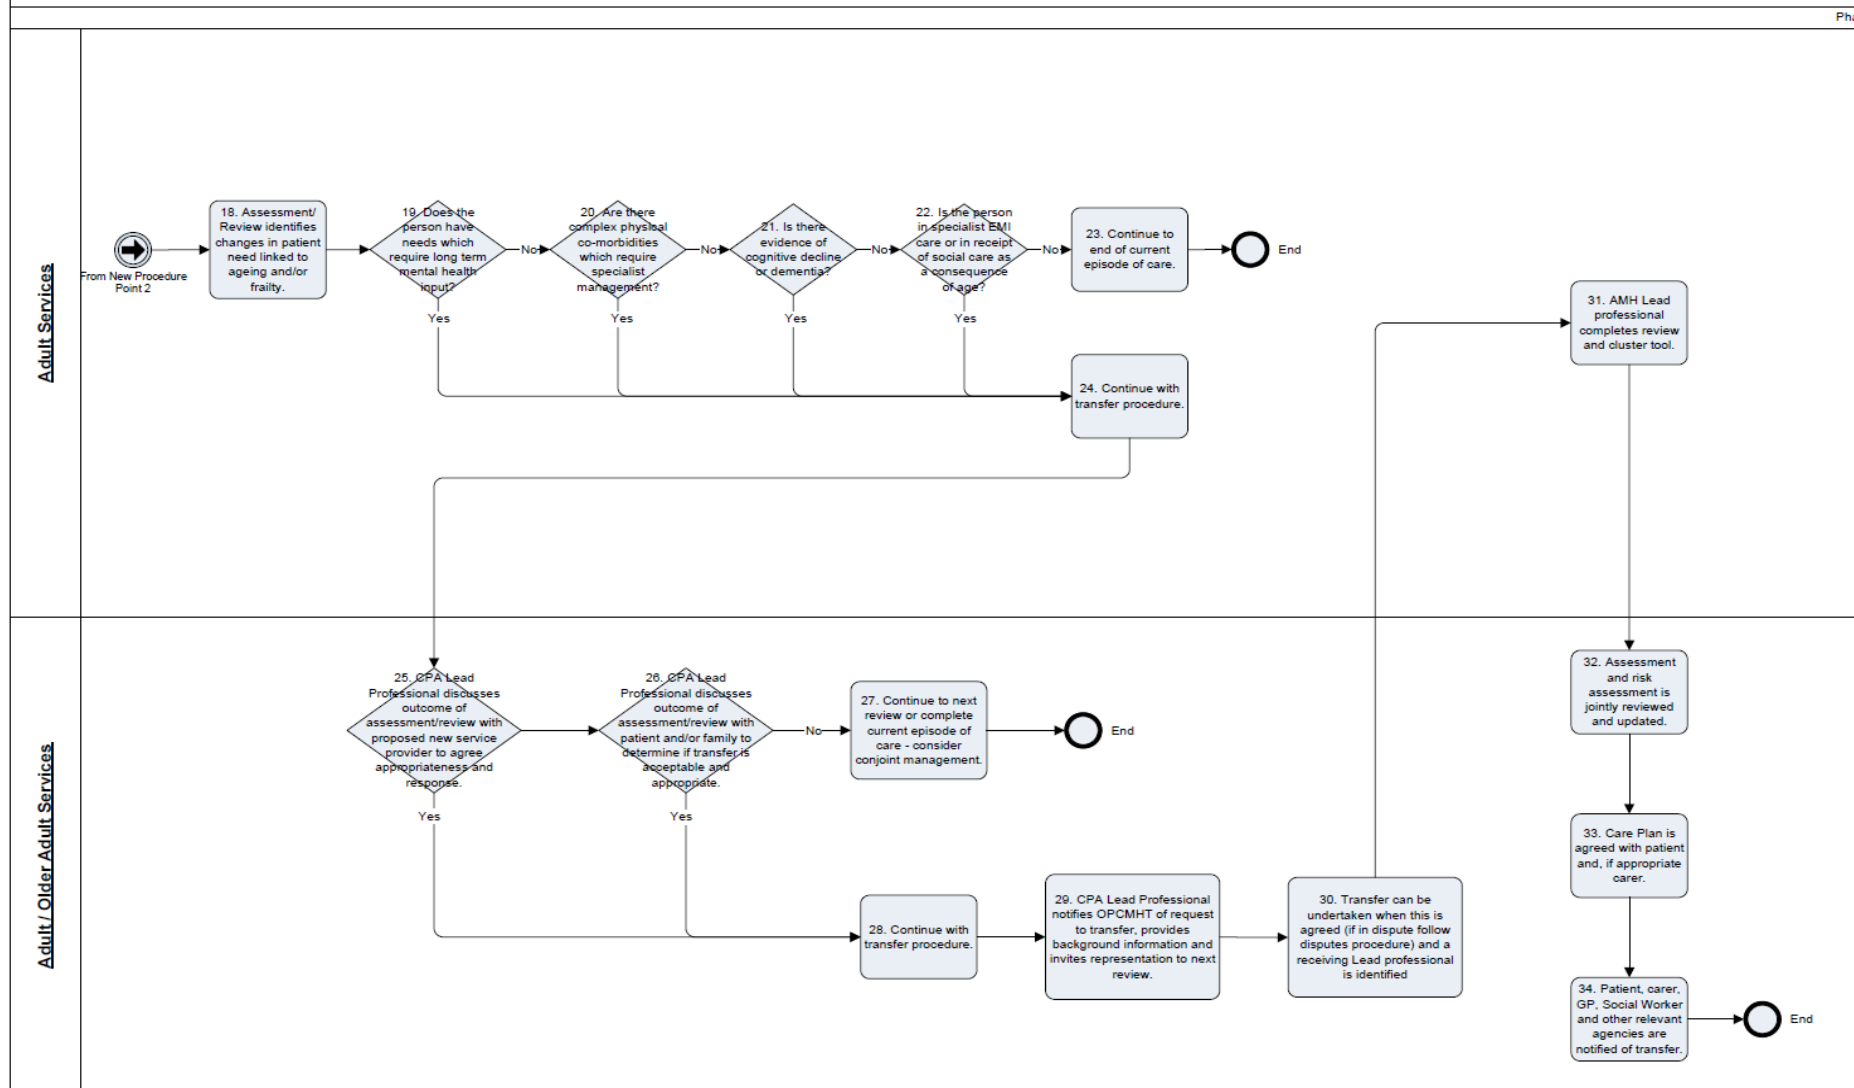 Pha
Adult Services
From New Procedure
Point 2
18. Assessment/
Review identifies
changes in patient
need linked to
ageing and/or
frailty.
19. Does the
person have
needs which
require long term
mental health
input?
No
Yes
20. Are there
complex physical
co-morbidities
which require
specialist
management?
No
Yes
21. Is there
evidence of
cognitive decline
or dementia?
No
Yes
22. Is the person
in specialist EMI
care or in receipt
of social care as
a consequence
of age?
No
Yes
23. Continue to
end of current
episode of care.
End
24. Continue with
transfer procedure.
31. AMH Lead
professional
completes review
and cluster tool.
Adult / Older Adult Services
25. CPA Lead
Professional discusses
outcome of
assessment/review with
proposed new service
provider to agree
appropriateness and
response.
Yes
26. CPA Lead
Professional discusses
outcome of
assessment/review with
patient and/or family to
determine if transfer is
acceptable and
appropriate.
No
Yes
27. Continue to next
review or complete
current episode of
care - consider
conjoint management.
End
28. Continue with
transfer procedure.
29. CPA Lead Professional
notifies OPCMHT of request
to transfer, provides
background information and
invites representation to next
review.
30. Transfer can be
undertaken when this is
agreed (if in dispute follow
disputes procedure) and a
receiving Lead professional
is identified
32. Assessment
and risk
assessment is
jointly reviewed
and updated.
33. Care Plan is
agreed with patient
and, if appropriate
carer.
34. Patient, carer,
GP, Social Worker
and other relevant
agencies are
notified of transfer.
End